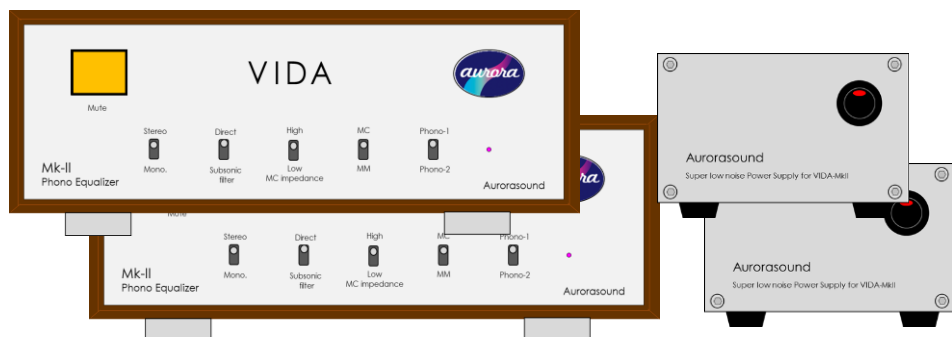 VIDA
aurora
Mute
Stereo
Direct
High
MC
Phono-1
Mono.
Subsonic
filter
Low
MC impedance
MM
Phono-2
Mk-II
Phono Equalizer
Aurorasound
Mute
Stereo
Direct
High
MC
Phono-1
Mono.
Subsonic
filter
Low
MC impedance
MM
Phono-2
Mk-II
Phono Equalizer
Aurorasound
Aurorasound
Super low noise Power Supply for VIDA-MkII
Aurorasound
Super low noise Power Supply for VIDA-MkII